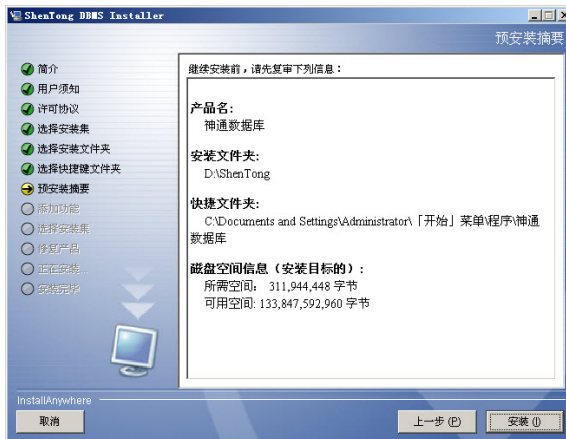 ShenTong DBMS Installer
预安装摘要
简介
用户须知
许可协议
选择安装集
选择安装文件夹
选择快捷键文件夹
预安装摘要
添加功能
选择安装集
修复产品
正在安装...
安装完毕
继续安装前，请先复审下列信息：
产品名:
神通数据库
安装文件夹:
D:\ShenTong
快捷文件夹:
C:\Documents and Settings\Administrator\「开始」菜单\程序\神通
数据库
磁盘空间信息（安装目标的）:
所需空间: 311,944,448 字节
可用空间: 133,847,592,960 字节
InstallAnywhere
取消
上一步 (P)
安装 (I)